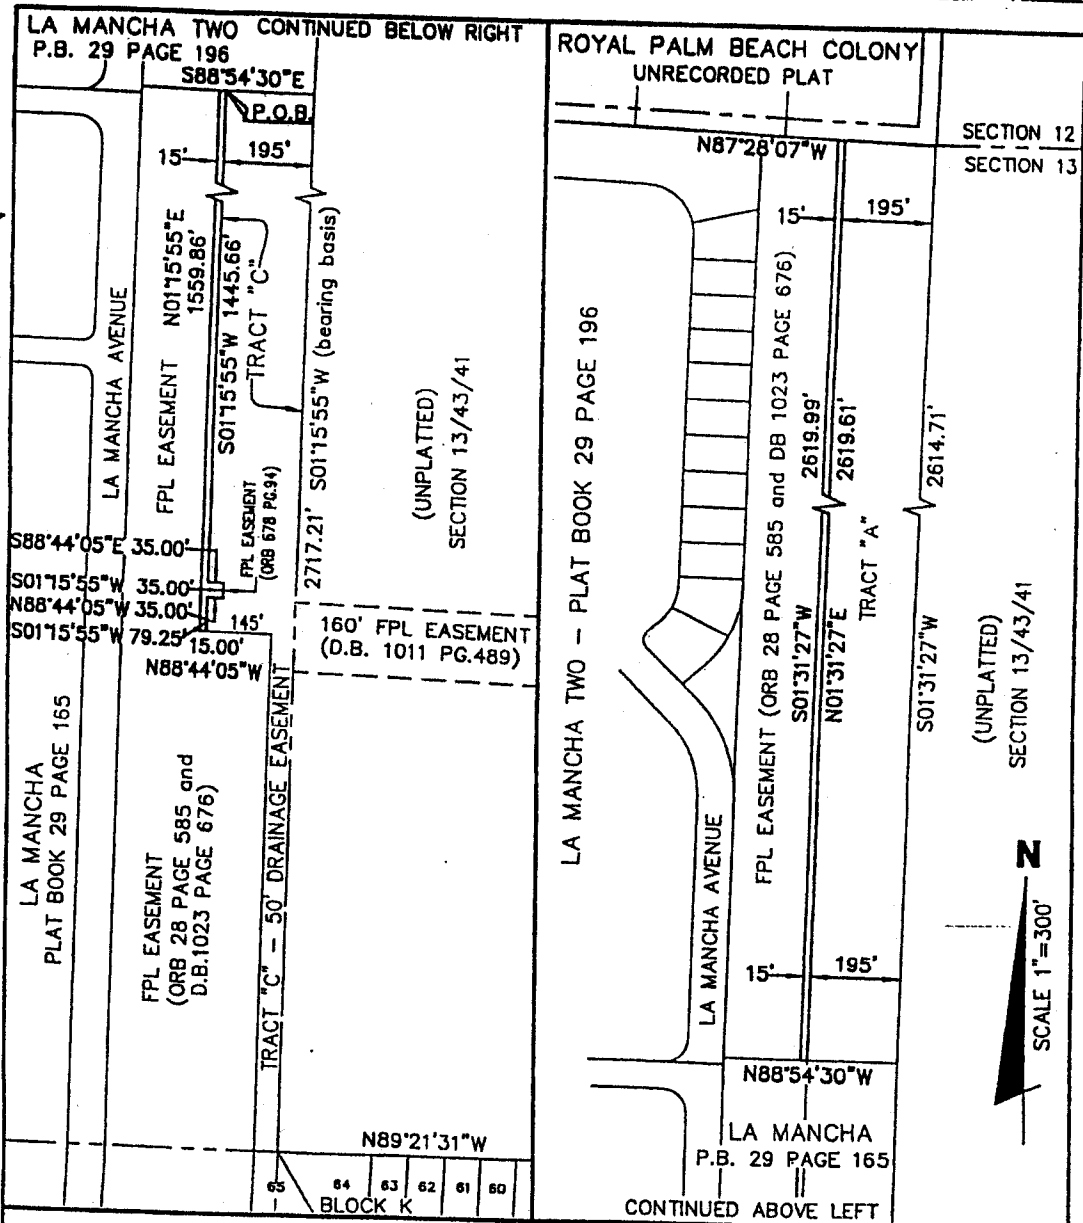 LA MANCHA TWO CONTINUED BELOW RIGHT
P.B. 29 PAGE 196
S88°54'30"E
P.O.B.
15'
195'
N01°15'55"E
1559.86'
S01°15'55"W 1445.66'
TRACT "C"
S01°15'55"W (bearing basis)
2717.21'
LA MANCHA AVENUE
FPL EASEMENT
FPL EASEMENT
(ORB 678 PG.94)
(UNPLATTED)
SECTION 13/43/41
S88°44'05"E 35.00'
S01°15'55"W 35.00'
N88°44'05"W 35.00'
S01°15'55"W 79.25'
15.00'
145'
N88°44'05"W
160' FPL EASEMENT
(D.B. 1011 PG.489)
LA MANCHA
PLAT BOOK 29 PAGE 165
FPL EASEMENT
(ORB 28 PAGE 585 and
D.B.1023 PAGE 676)
TRACT "C" - 50' DRAINAGE EASEMENT
N89°21'31"W
65
64
63
62
61
60
BLOCK K
ROYAL PALM BEACH COLONY
UNRECORDED PLAT
SECTION 12
SECTION 13
N87°28'07"W
15'
195'
LA MANCHA TWO - PLAT BOOK 29 PAGE 196
FPL EASEMENT (ORB 28 PAGE 585 and DB 1023 PAGE 676)
S01°31'27"W
2619.99'
N01°31'27"E
2619.61'
TRACT "A"
S01°31'27"W
2614.71'
(UNPLATTED)
SECTION 13/43/41
LA MANCHA AVENUE
15'
195'
N
SCALE 1"=300'
N88°54'30"W
LA MANCHA
P.B. 29 PAGE 165
CONTINUED ABOVE LEFT